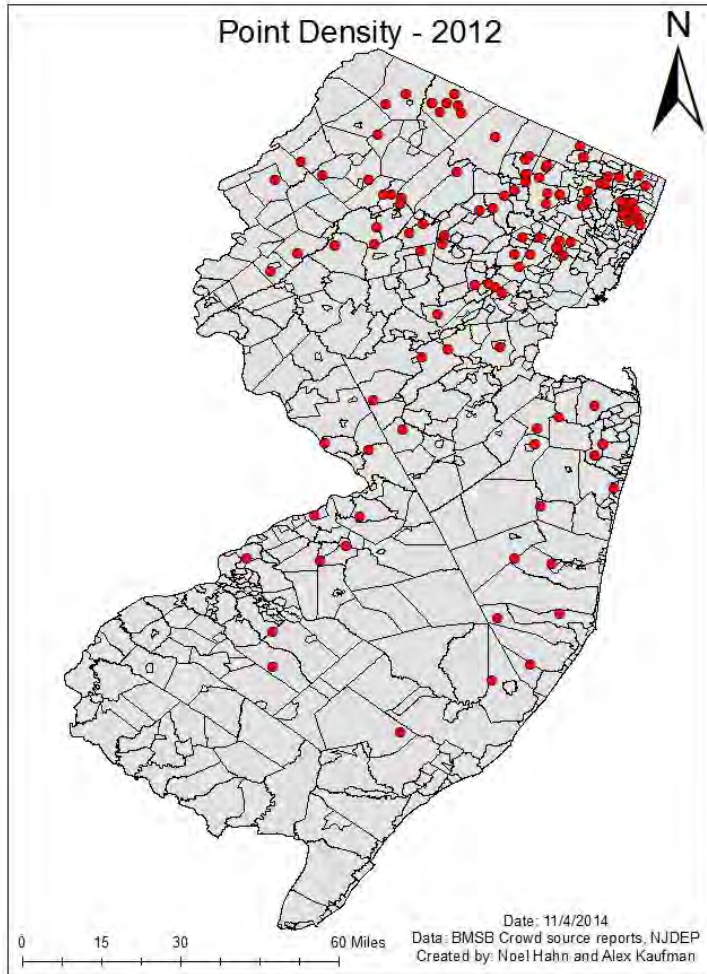 Point Density - 2012
N
0 15 30 60 Miles
Date: 11/4/2014
Data: BMSB Crowd source reports, NJDEP
Created by: Noel Hahn and Alex Kaufman